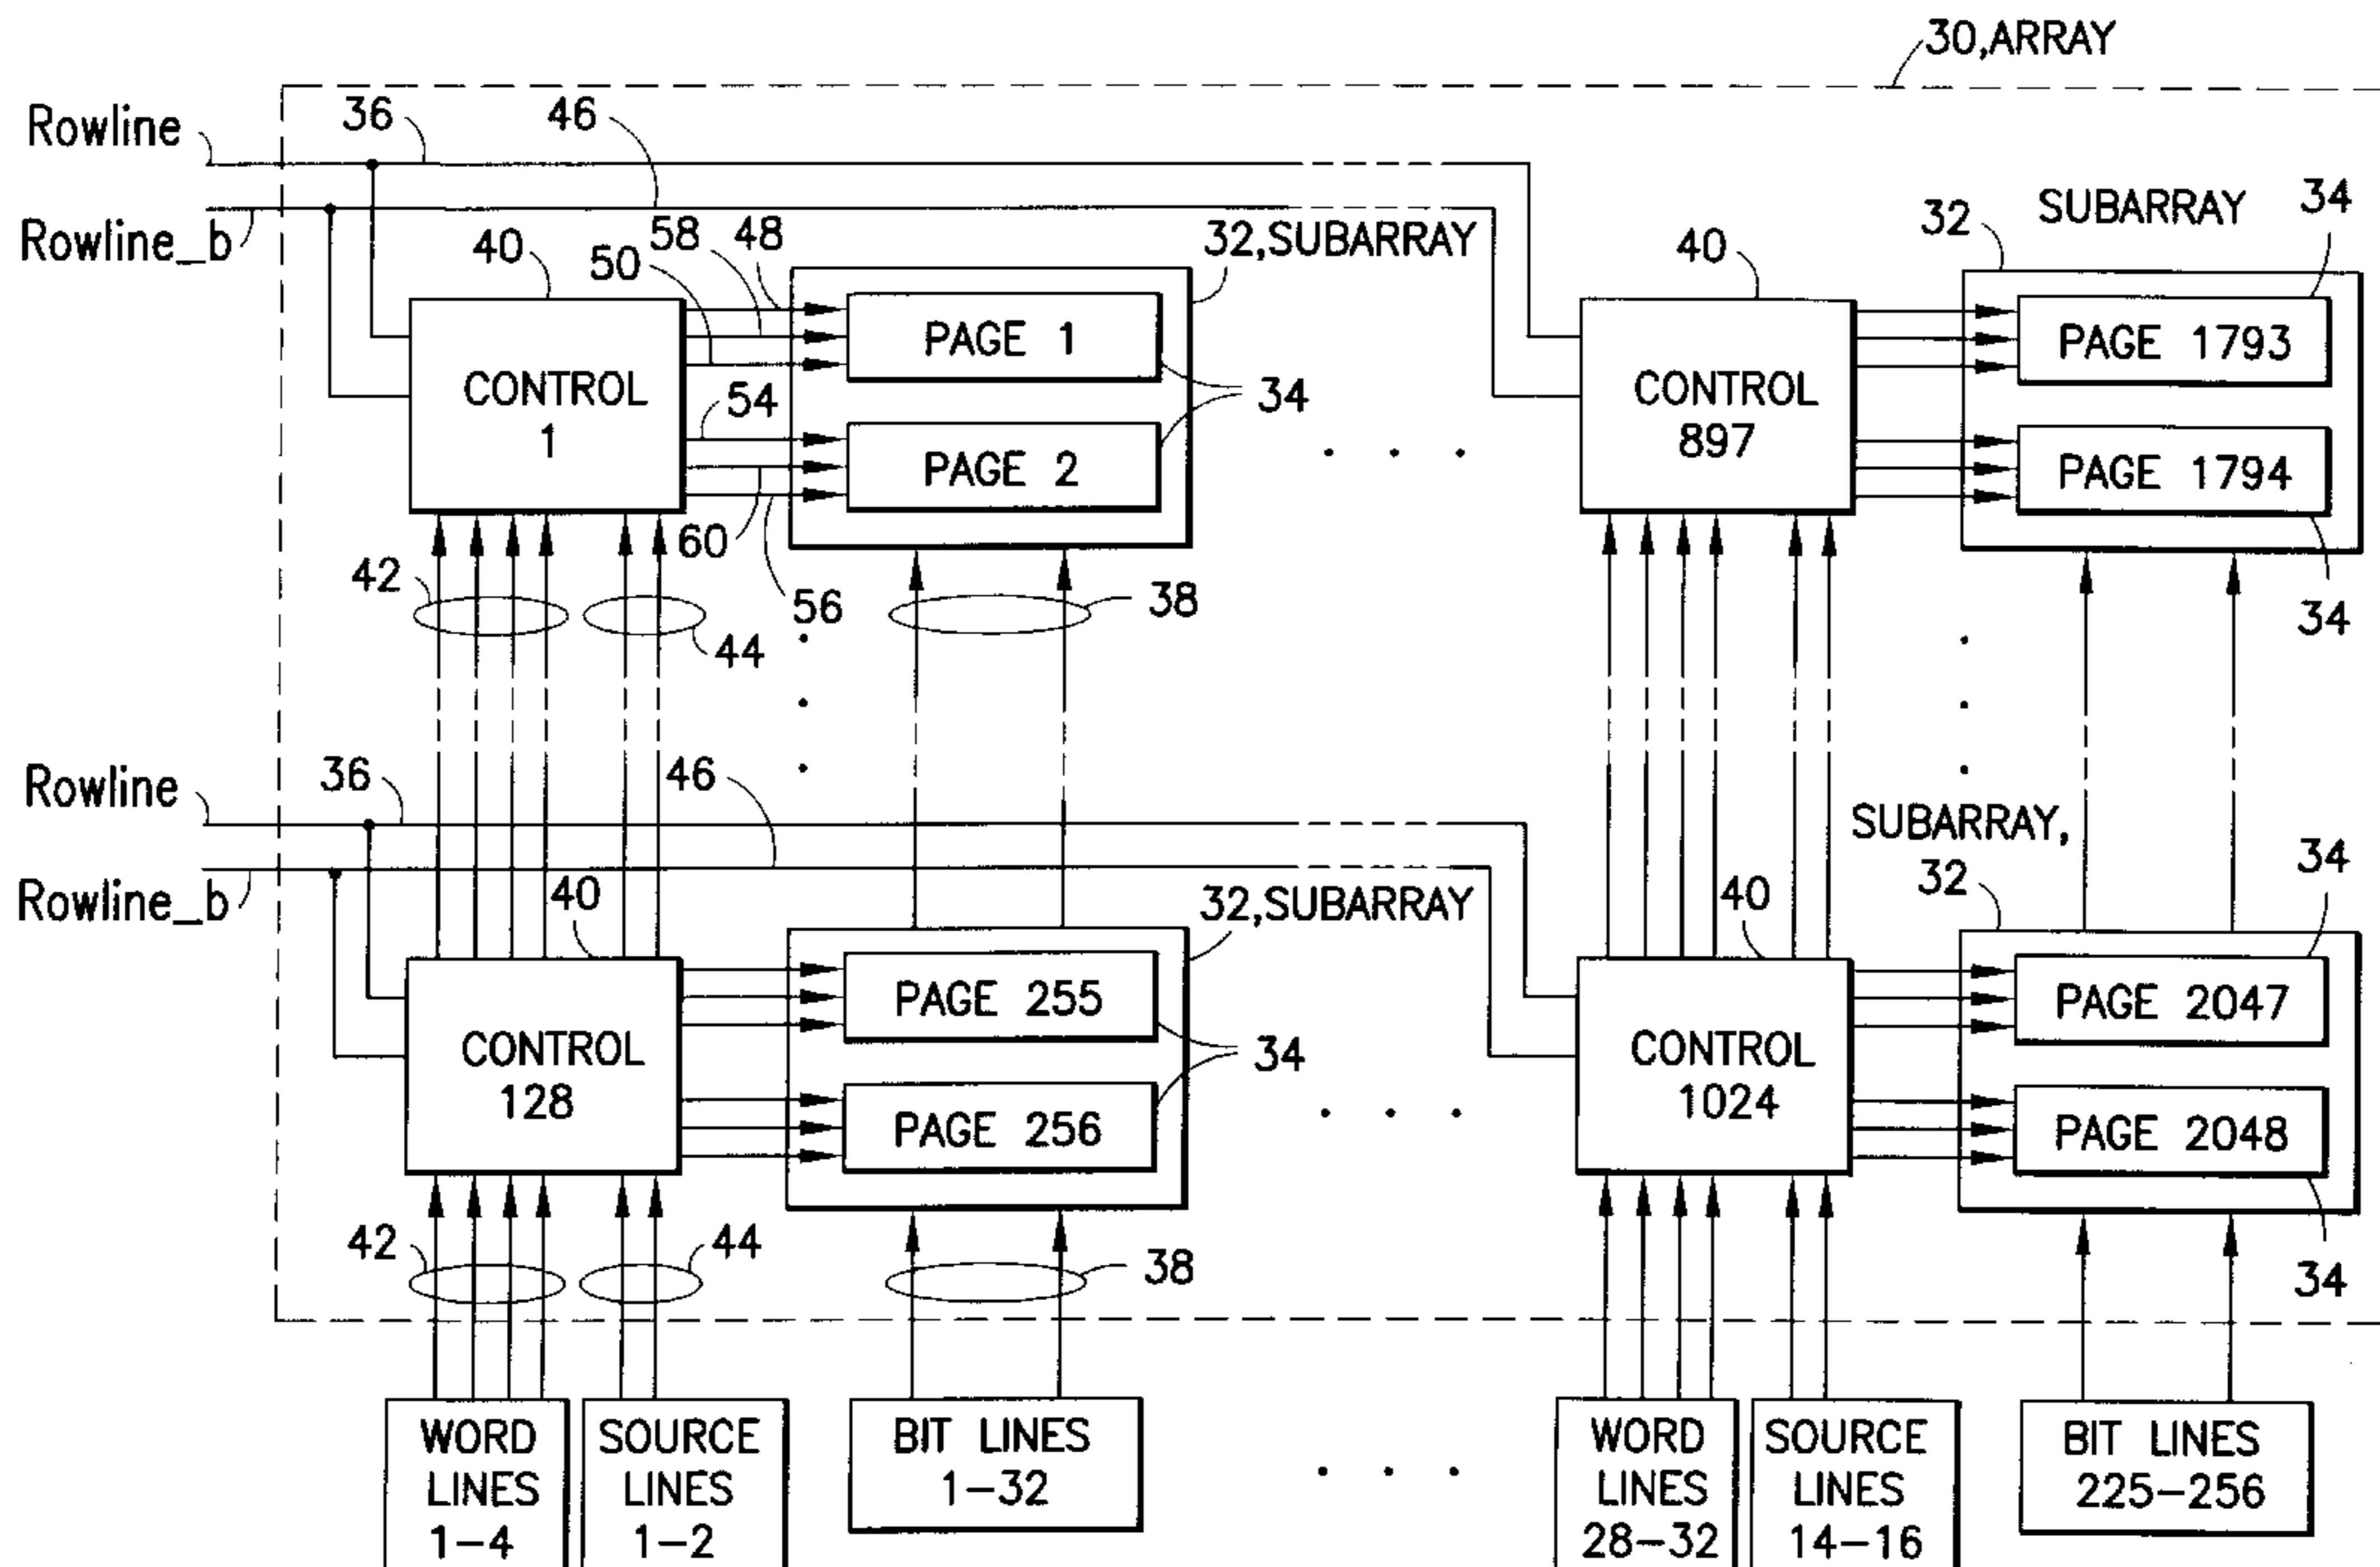 30,ARRAY
Rowline
36
46
Rowline_b
40
50
58
48
32,SUBARRAY
40
32
SUBARRAY
34
CONTROL
1
PAGE 1
34
54
PAGE 2
60
56
CONTROL
897
PAGE 1793
PAGE 1794
34
42
44
38
Rowline
36
46
Rowline_b
40
32,SUBARRAY
40
SUBARRAY,
32
34
CONTROL
128
PAGE 255
34
PAGE 256
CONTROL
1024
PAGE 2047
PAGE 2048
34
42
44
38
WORD
LINES
1-4
SOURCE
LINES
1-2
BIT LINES
1-32
WORD
LINES
28-32
SOURCE
LINES
14-16
BIT LINES
225-256